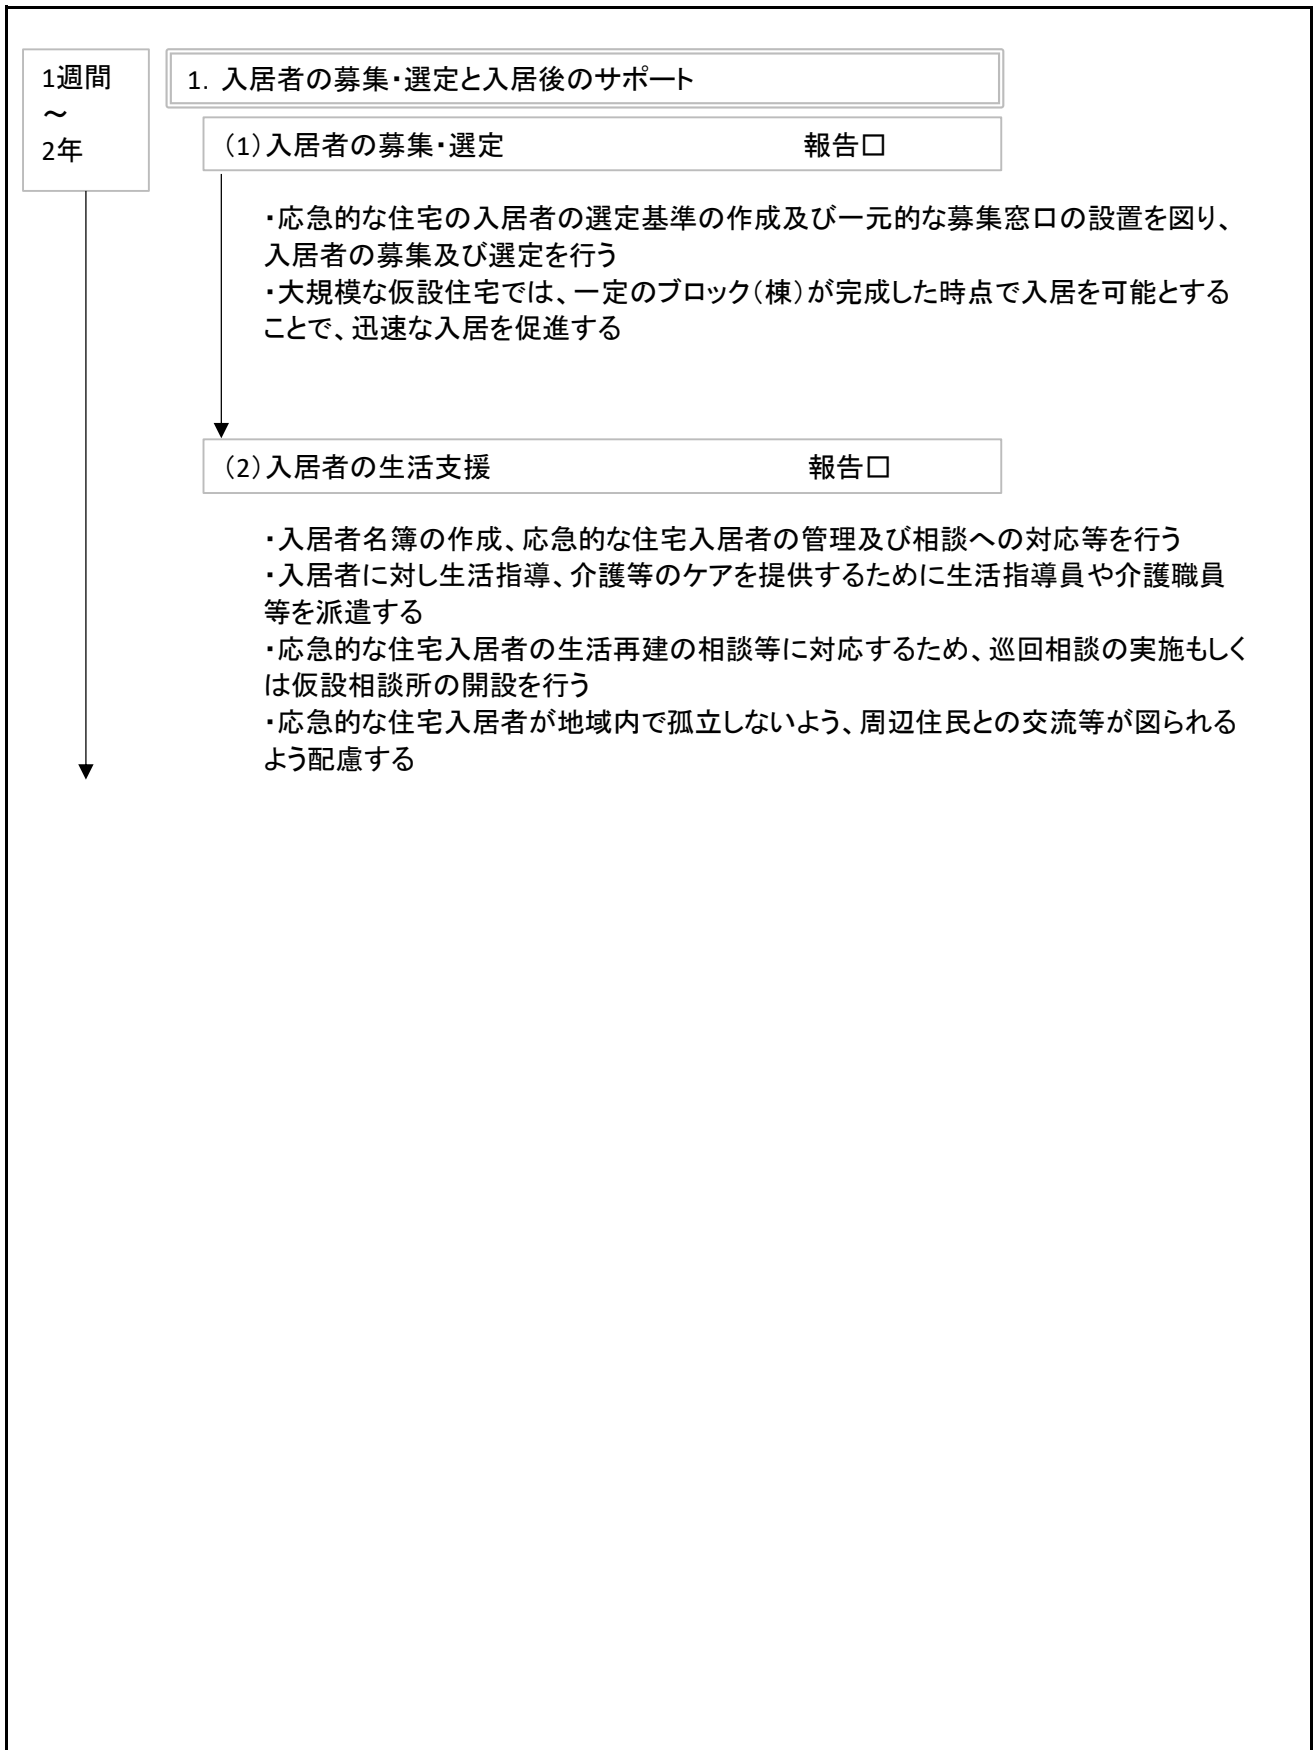 1週間
～
2年
1. 入居者の募集・選定と入居後のサポート
(1)入居者の募集・選定 報告□
・応急的な住宅の入居者の選定基準の作成及び一元的な募集窓口の設置を図り、
入居者の募集及び選定を行う
・大規模な仮設住宅では、一定のブロック（棟）が完成した時点で入居を可能とする
ことで、迅速な入居を促進する
(2)入居者の生活支援 報告□
・入居者名簿の作成、応急的な住宅入居者の管理及び相談への対応等を行う
・入居者に対し生活指導、介護等のケアを提供するために生活指導員や介護職員
等を派遣する
・応急的な住宅入居者の生活再建の相談等に対応するため、巡回相談の実施もしく
は仮設相談所の開設を行う
・応急的な住宅入居者が地域内で孤立しないよう、周辺住民との交流等が図られる
よう配慮する